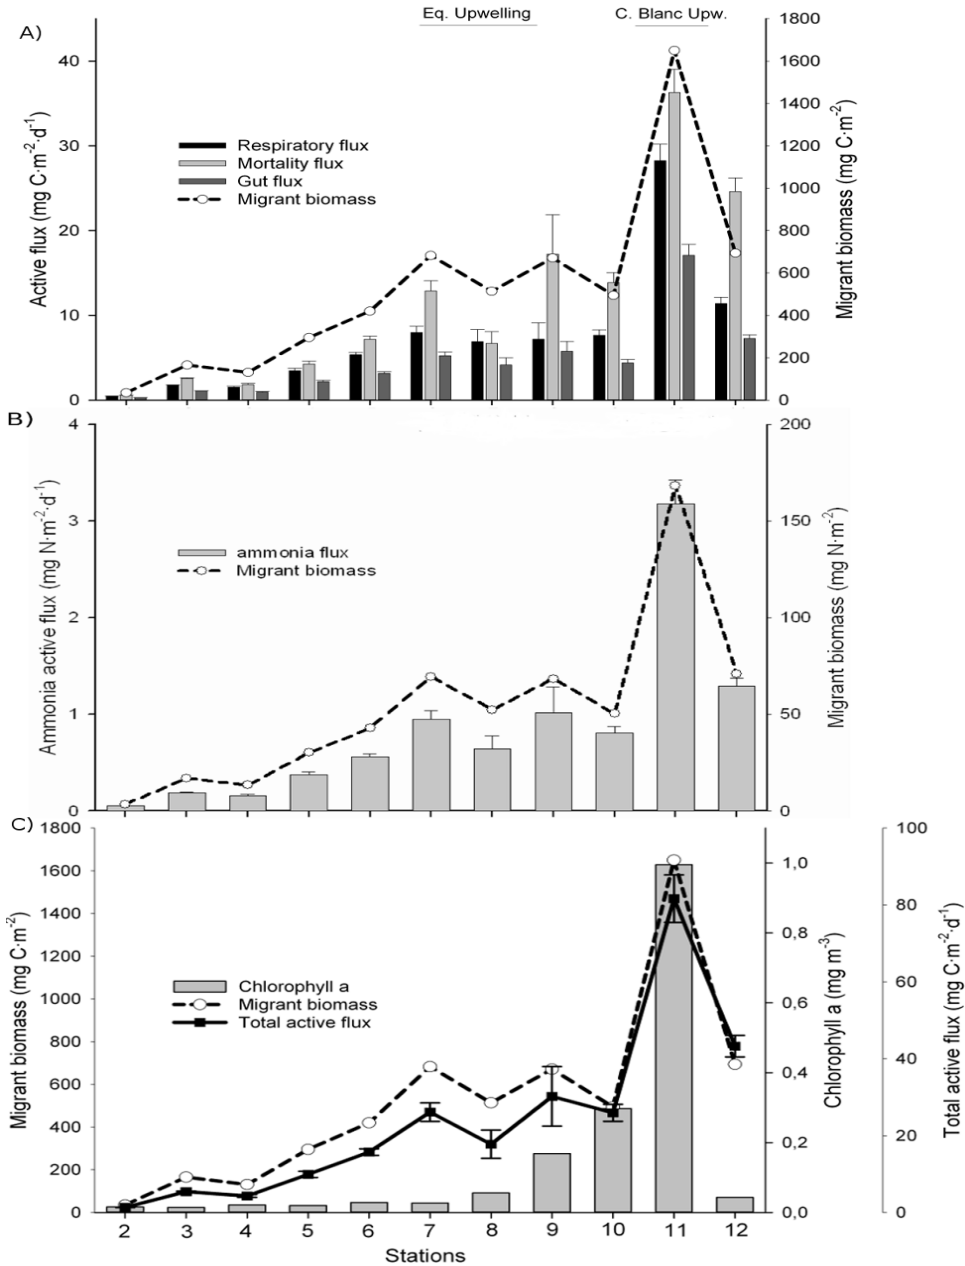 Eq. Upwelling
C. Blanc Upw.
A)
40
30
20
10
0
Active flux (mg C·m-2·d-1)
Respiratory flux
Mortality flux
Gut flux
Migrant biomass
1800
1600
1400
1200
1000
800
600
400
200
0
Migrant biomass (mg C·m-2)
B)
4
3
2
1
0
Ammonia active flux (mg N·m-2·d-1)
ammonia flux
Migrant biomass
200
150
100
50
0
Migrant biomass (mg N·m-2)
C)
1800
1600
1400
1200
1000
800
600
400
200
0
Migrant biomass (mg C·m-2)
Chlorophyll a
Migrant biomass
Total active flux
1,0
0,8
0,6
0,4
0,2
0,0
Chlorophyll a (mg m-3)
100
80
60
40
20
0
Total active flux (mg C·m-2·d-1)
2 3 4 5 6 7 8 9 10 11 12
Stations